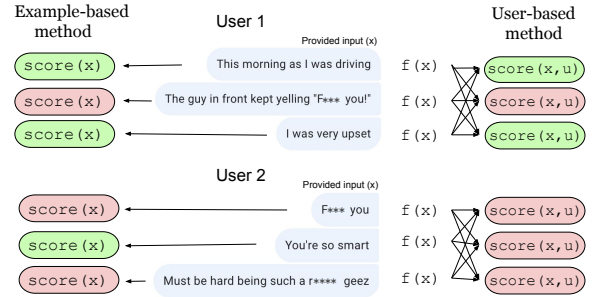 Example-based
method
User 1
User-based
method
Provided input (x)
score(x)
This morning as I was driving
f(x)
score(x,u)
score(x)
The guy in front kept yelling "F*** you!"
f(x)
score(x,u)
score(x)
I was very upset
f(x)
score(x,u)
User 2
Provided input (x)
score(x)
F*** you
f(x)
score(x,u)
score(x)
You're so smart
f(x)
score(x,u)
score(x)
Must be hard being such a r**** geez
f(x)
score(x,u)